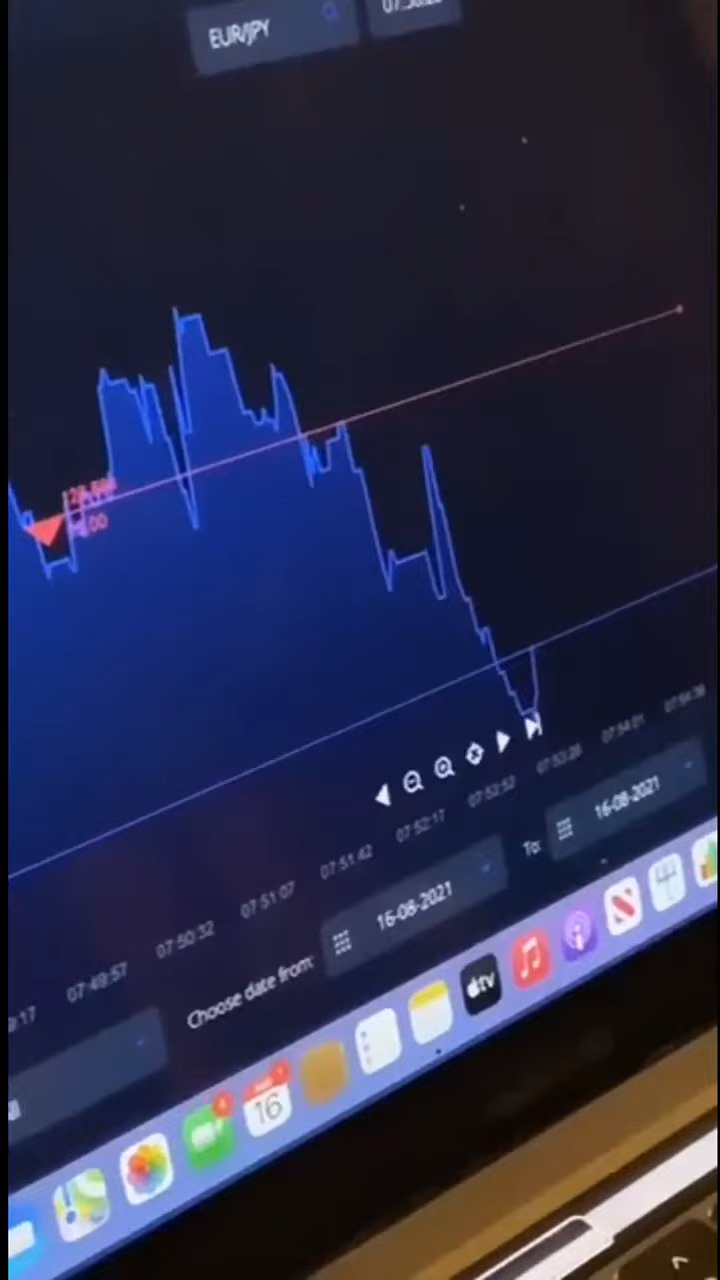 EUR/JPY
07:49:57
07:50:32
07:51:07
07:51:42
07:52:17
07:52:52
07:53:28
07:54:01
Choose date from:
16-08-2021
To:
16-08-2021
tv
16